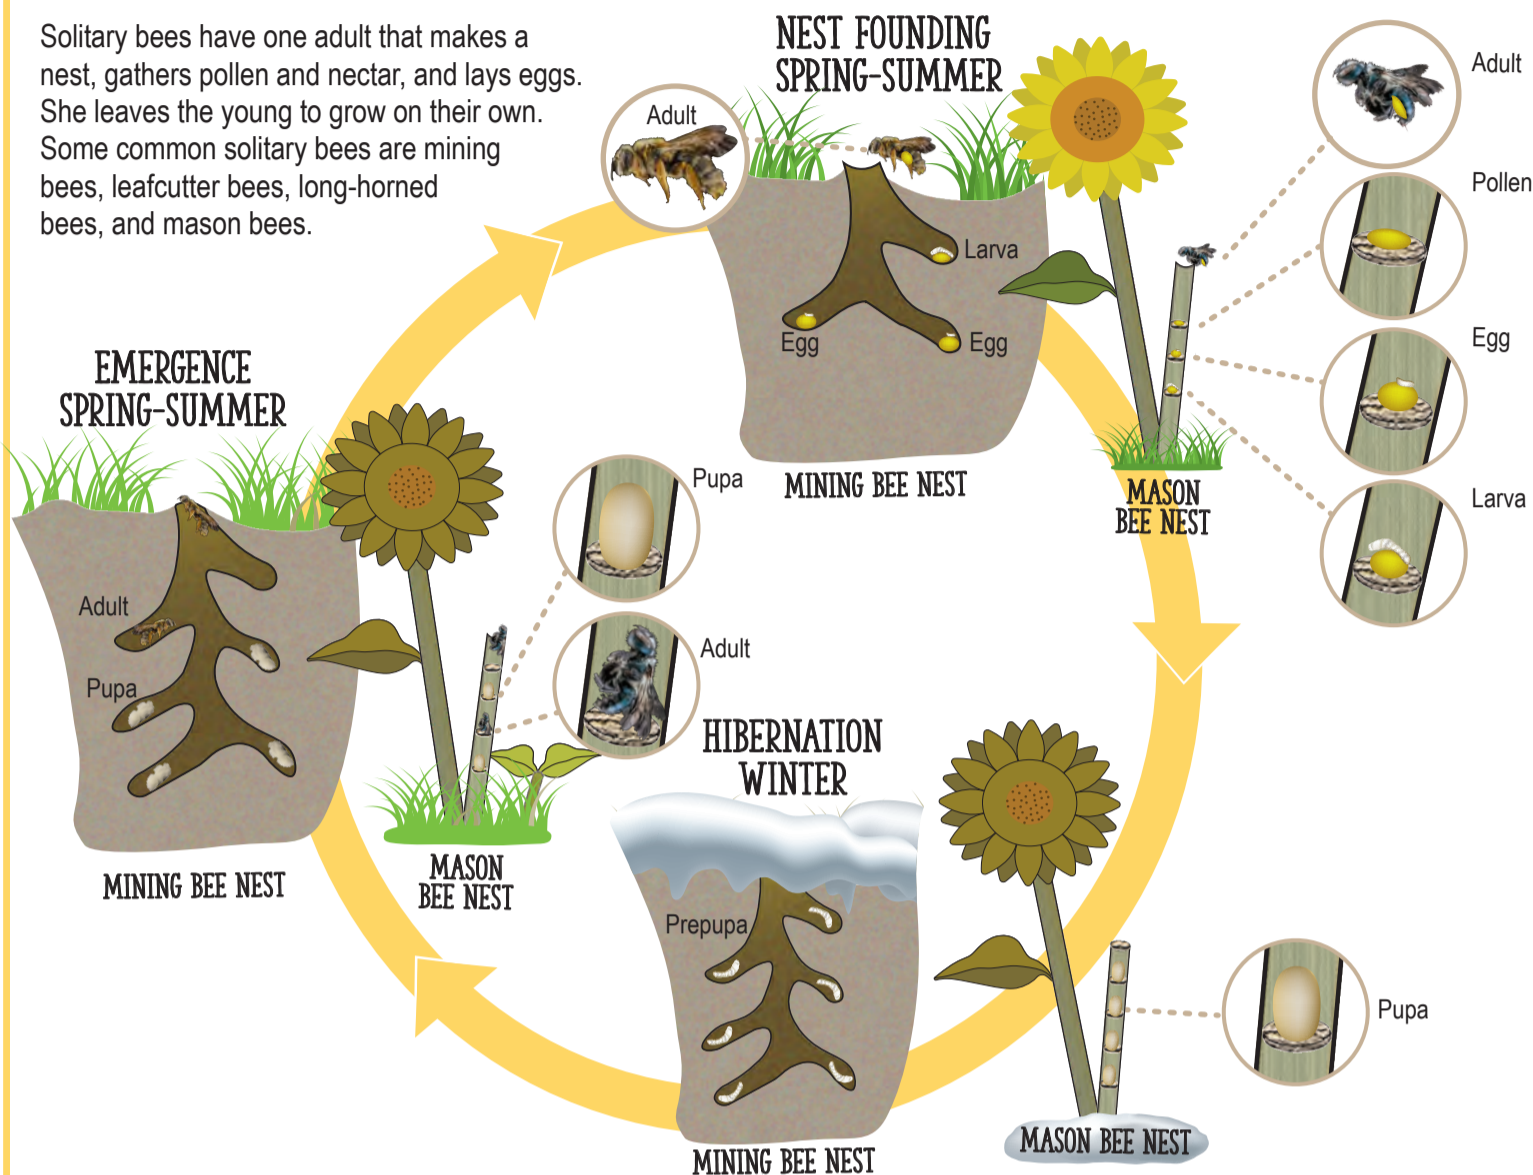 Solitary bees have one adult that makes a
nest, gathers pollen and nectar, and lays eggs.
She leaves the young to grow on their own.
Some common solitary bees are mining
bees, leafcutter bees, long-horned
bees, and mason bees.
NEST FOUNDING
SPRING-SUMMER
Adult
Larva
Egg
Egg
MINING BEE NEST
Adult
Pollen
Egg
Larva
MASON
BEE NEST
EMERGENCE
SPRING-SUMMER
Adult
Pupa
MINING BEE NEST
Pupa
Adult
MASON
BEE NEST
HIBERNATION
WINTER
Prepupa
MINING BEE NEST
Pupa
MASON BEE NEST